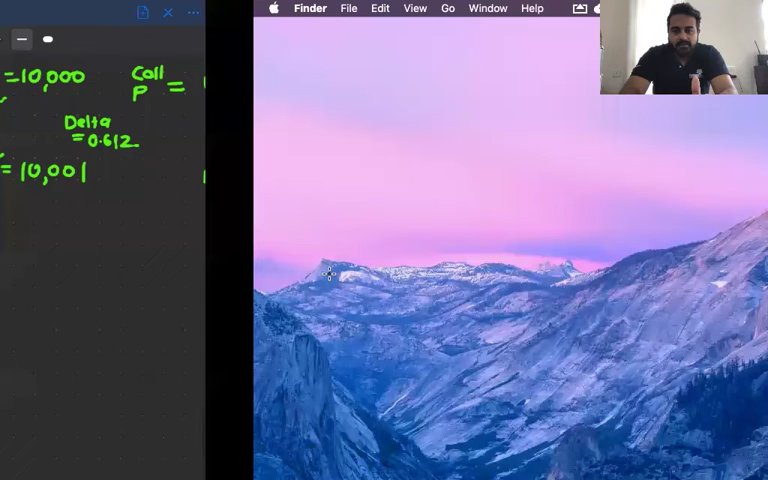 Finder File Edit View Go Window Help
=10,000 Call
P =
Delta
=0.612
= 10,001